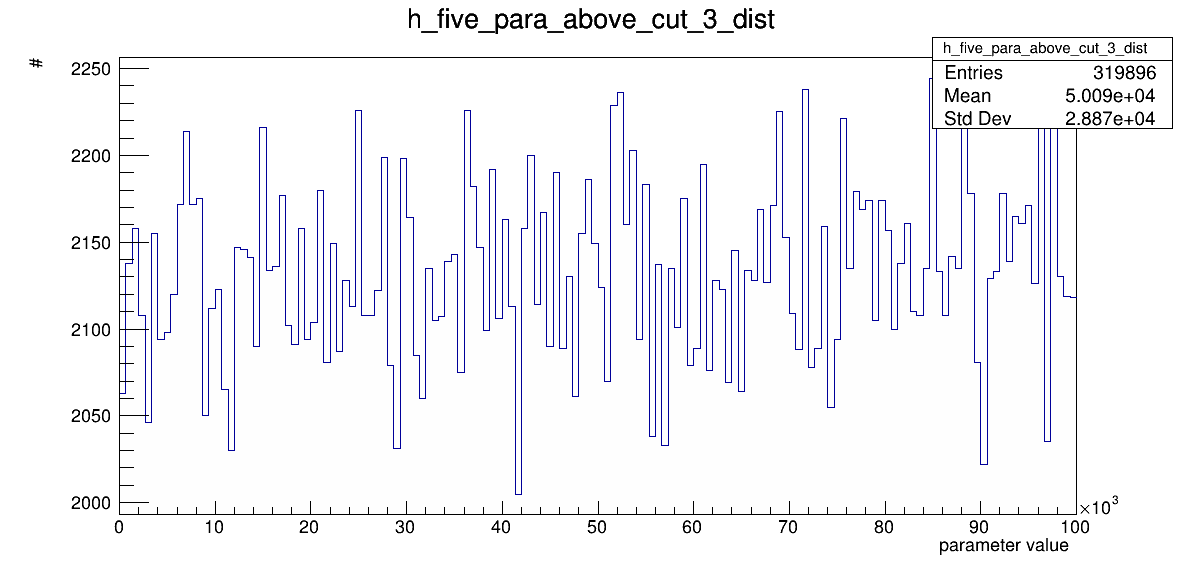 h_five_para_above_cut_3_dist
#
h_five_para_above_cut_3_dist
Entries 319896
Mean 5.009e+04
Std Dev 2.887e+04
2250
2200
2150
2100
2050
2000
0 10 20 30 40 50 60 70 80 90 100
×10³
parameter value